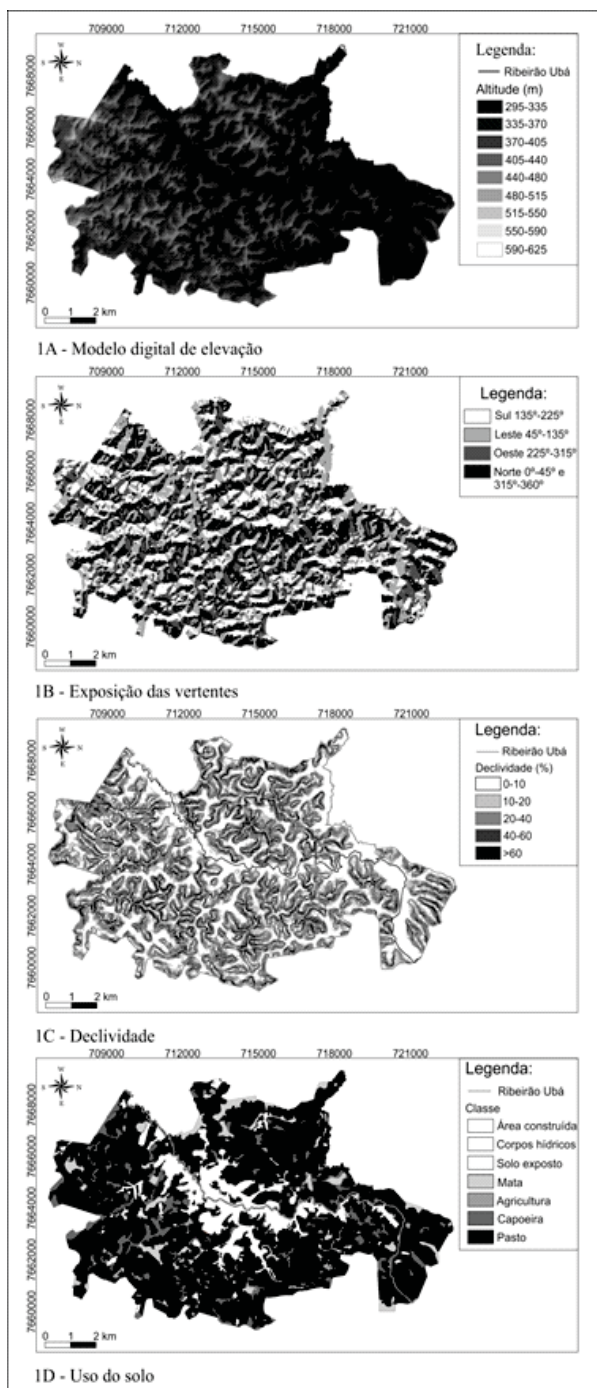 709000 712000 715000 718000 721000
7668000
7666000
7664000
7662000
7660000
N
W
E
S
0 1 2 km
Legenda:
Ribeirão Ubá
Altitude (m)
295-335
335-370
370-405
405-440
440-480
480-515
515-550
550-590
590-625
1A - Modelo digital de elevação
709000 712000 715000 718000 721000
7668000
7666000
7664000
7662000
7660000
N
E
S
0 1 2 km
Legenda:
Sul 135º-225º
Leste 45º-135º
Oeste 225º-315º
Norte 0º-45º e
315º-360º
1B - Exposição das vertentes
709000 712000 715000 718000 721000
7668000
7666000
7664000
7662000
7660000
N
E
S
0 1 2 km
Legenda:
Ribeirão Ubá
Declividade (%)
0-10
10-20
20-40
40-60
>60
1C - Declividade
709000 712000 715000 718000 721000
7668000
7666000
7664000
7662000
7660000
N
E
S
0 1 2 km
Legenda:
Ribeirão Ubá
Classe
Área construída
Corpos hídricos
Solo exposto
Mata
Agricultura
Capoeira
Pasto
1D - Uso do solo